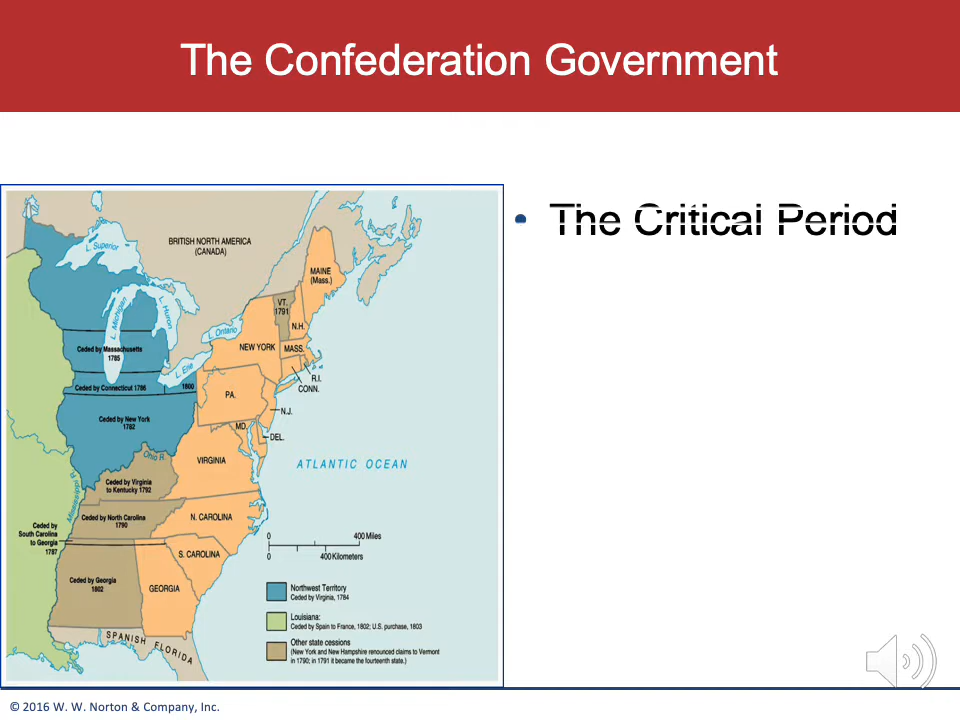 The Confederation Government
• The Critical Period
BRITISH NORTH AMERICA
(CANADA)
L. Superior
L. Michigan
L. Huron
L. Ontario
L. Erie
MAINE
(Mass.)
VT.
1791
N.H.
NEW YORK
MASS.
R.I.
CONN.
Ceded by Massachusetts
1785
Ceded by Connecticut 1786
1800
PA.
N.J.
Ceded by New York
1782
MD.
DEL.
Ohio R.
VIRGINIA
ATLANTIC OCEAN
Mississippi R.
Ceded by Virginia
to Kentucky 1792
Ceded by North Carolina
1790
N. CAROLINA
Ceded by
South Carolina
to Georgia
1787
S. CAROLINA
Ceded by Georgia
1802
GEORGIA
SPANISH FLORIDA
0
400 Miles
0
400 Kilometers
Northwest Territory
Ceded by Virginia, 1784
Louisiana:
Ceded by Spain to France, 1802; U.S. purchase, 1803
Other state cessions
(New York and New Hampshire renounced claims to Vermont
in 1790; in 1791 it became the fourteenth state.)
© 2016 W. W. Norton & Company, Inc.